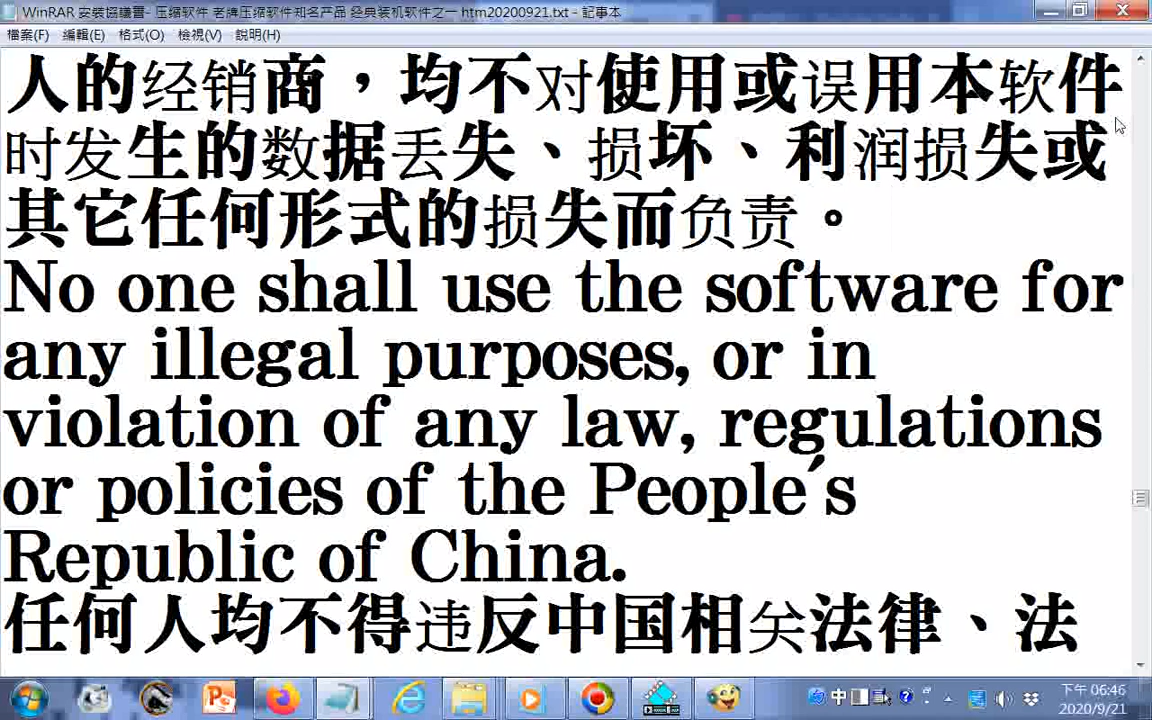 WinRAR 安裝協議書- 压缩软件 老牌压缩软件知名产品 经典装机软件之一 htm20200921.txt - 記事本
檔案(F) 編輯(E) 格式(O) 檢視(V) 說明(H)
人的经销商，均不对使用或误用本软件
时发生的数据丢失、损坏、利润损失或
其它任何形式的损失而负责。
No one shall use the software for
any illegal purposes, or in
violation of any law, regulations
or policies of the People´s
Republic of China.
任何人均不得违反中国相关法律、法
中
下午 06:46
2020/9/21